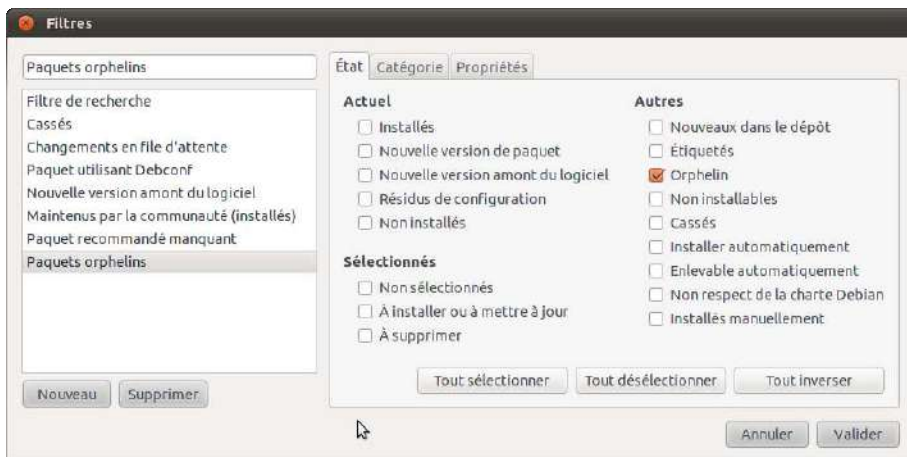 Filtres
Paquets orphelins
Filtre de recherche
Cassés
Changements en file d'attente
Paquet utilisant Debconf
Nouvelle version amont du logiciel
Maintenus par la communauté (installés)
Paquet recommandé manquant
Paquets orphelins
Nouveau
Supprimer
État
Catégorie
Propriétés
Actuel
Installés
Nouvelle version de paquet
Nouvelle version amont du logiciel
Résidus de configuration
Non installés
Sélectionnés
Non sélectionnés
À installer ou à mettre à jour
À supprimer
Autres
Nouveaux dans le dépôt
Étiquetés
Orphelin
Non installables
Cassés
Installer automatiquement
Enlevable automatiquement
Non respect de la charte Debian
Installés manuellement
Tout sélectionner
Tout désélectionner
Tout inverser
Annuler
Valider